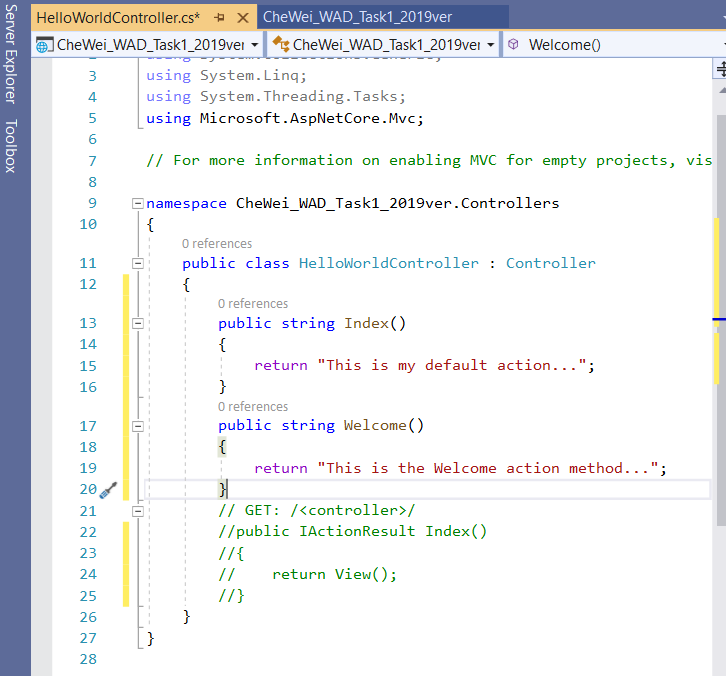 HelloWorldController.cs*
CheWei_WAD_Task1_2019ver
CheWei_WAD_Task1_2019ver
CheWei_WAD_Task1_2019ver
Welcome()
Server Explorer
Toolbox
3 using System.Linq;
4 using System.Threading.Tasks;
5 using Microsoft.AspNetCore.Mvc;
6
7 // For more information on enabling MVC for empty projects, vis
8
9 namespace CheWei_WAD_Task1_2019ver.Controllers
10 {
0 references
11 public class HelloWorldController : Controller
12 {
0 references
13 public string Index()
14 {
15 return "This is my default action...";
16 }
0 references
17 public string Welcome()
18 {
19 return "This is the Welcome action method...";
20 }
21 // GET: /<controller>/
22 //public IActionResult Index()
23 //{
24 //    return View();
25 //}
26 }
27 }
28